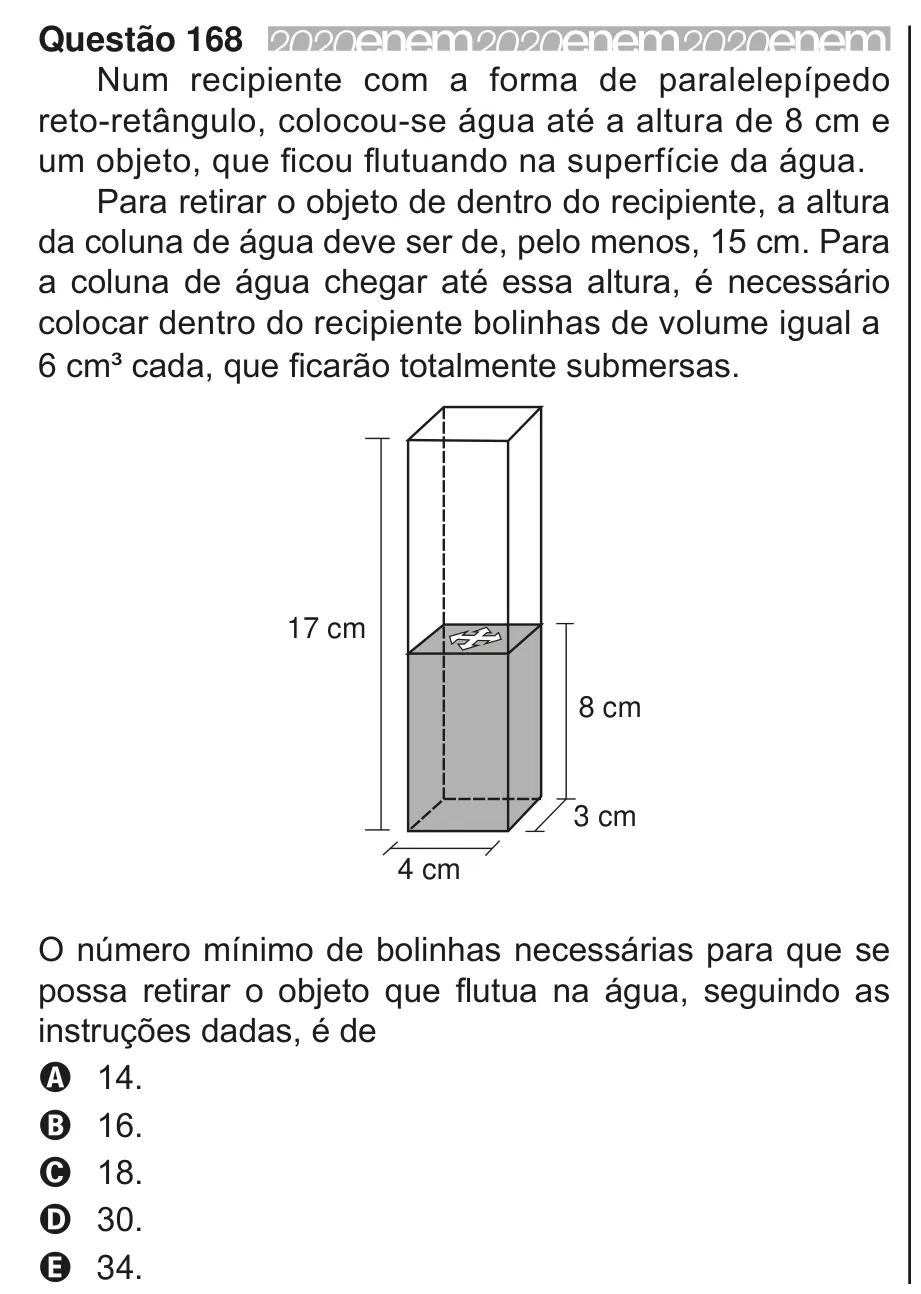 Questão 168 2020enem2020enem2020enem
Num recipiente com a forma de paralelepípedo
reto-retângulo, colocou-se água até a altura de 8 cm e
um objeto, que ficou flutuando na superfície da água.
Para retirar o objeto de dentro do recipiente, a altura
da coluna de água deve ser de, pelo menos, 15 cm. Para
a coluna de água chegar até essa altura, é necessário
colocar dentro do recipiente bolinhas de volume igual a
6 cm³ cada, que ficarão totalmente submersas.
17 cm
8 cm
3 cm
4 cm
O número mínimo de bolinhas necessárias para que se
possa retirar o objeto que flutua na água, seguindo as
instruções dadas, é de
A 14.
B 16.
C 18.
D 30.
E 34.